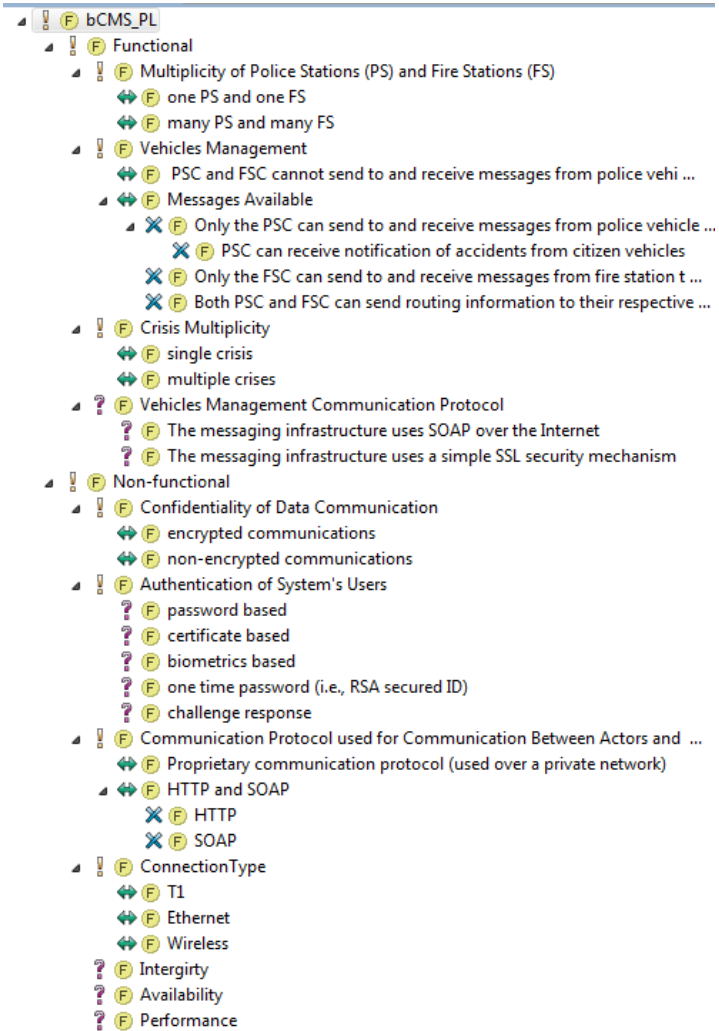 bCMS_PL
Functional
Multiplicity of Police Stations (PS) and Fire Stations (FS)
one PS and one FS
many PS and many FS
Vehicles Management
PSC and FSC cannot send to and receive messages from police vehi ...
Messages Available
Only the PSC can send to and receive messages from police vehicle ...
PSC can receive notification of accidents from citizen vehicles
Only the FSC can send to and receive messages from fire station t ...
Both PSC and FSC can send routing information to their respective ...
Crisis Multiplicity
single crisis
multiple crises
Vehicles Management Communication Protocol
The messaging infrastructure uses SOAP over the Internet
The messaging infrastructure uses a simple SSL security mechanism
Non-functional
Confidentiality of Data Communication
encrypted communications
non-encrypted communications
Authentication of System's Users
password based
certificate based
biometrics based
one time password (i.e., RSA secured ID)
challenge response
Communication Protocol used for Communication Between Actors and ...
Proprietary communication protocol (used over a private network)
HTTP and SOAP
HTTP
SOAP
ConnectionType
T1
Ethernet
Wireless
Intergirty
Availability
Performance